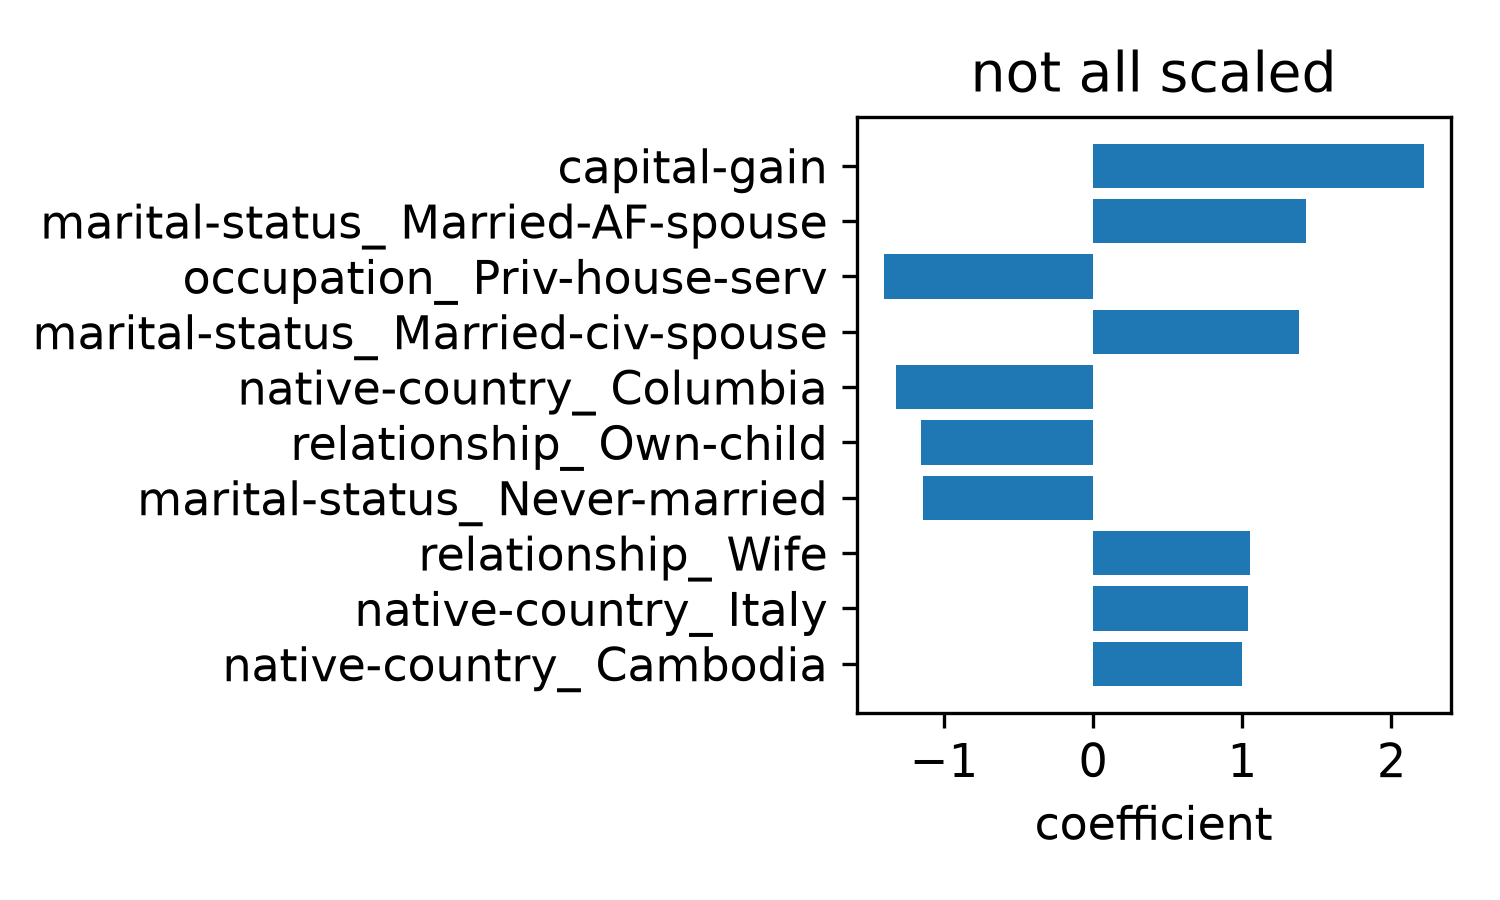 not all scaled
capital-gain
marital-status_ Married-AF-spouse
occupation_ Priv-house-serv
marital-status_ Married-civ-spouse
native-country_ Columbia
relationship_ Own-child
marital-status_ Never-married
relationship_ Wife
native-country_ Italy
native-country_ Cambodia
−1 0 1 2
coefficient